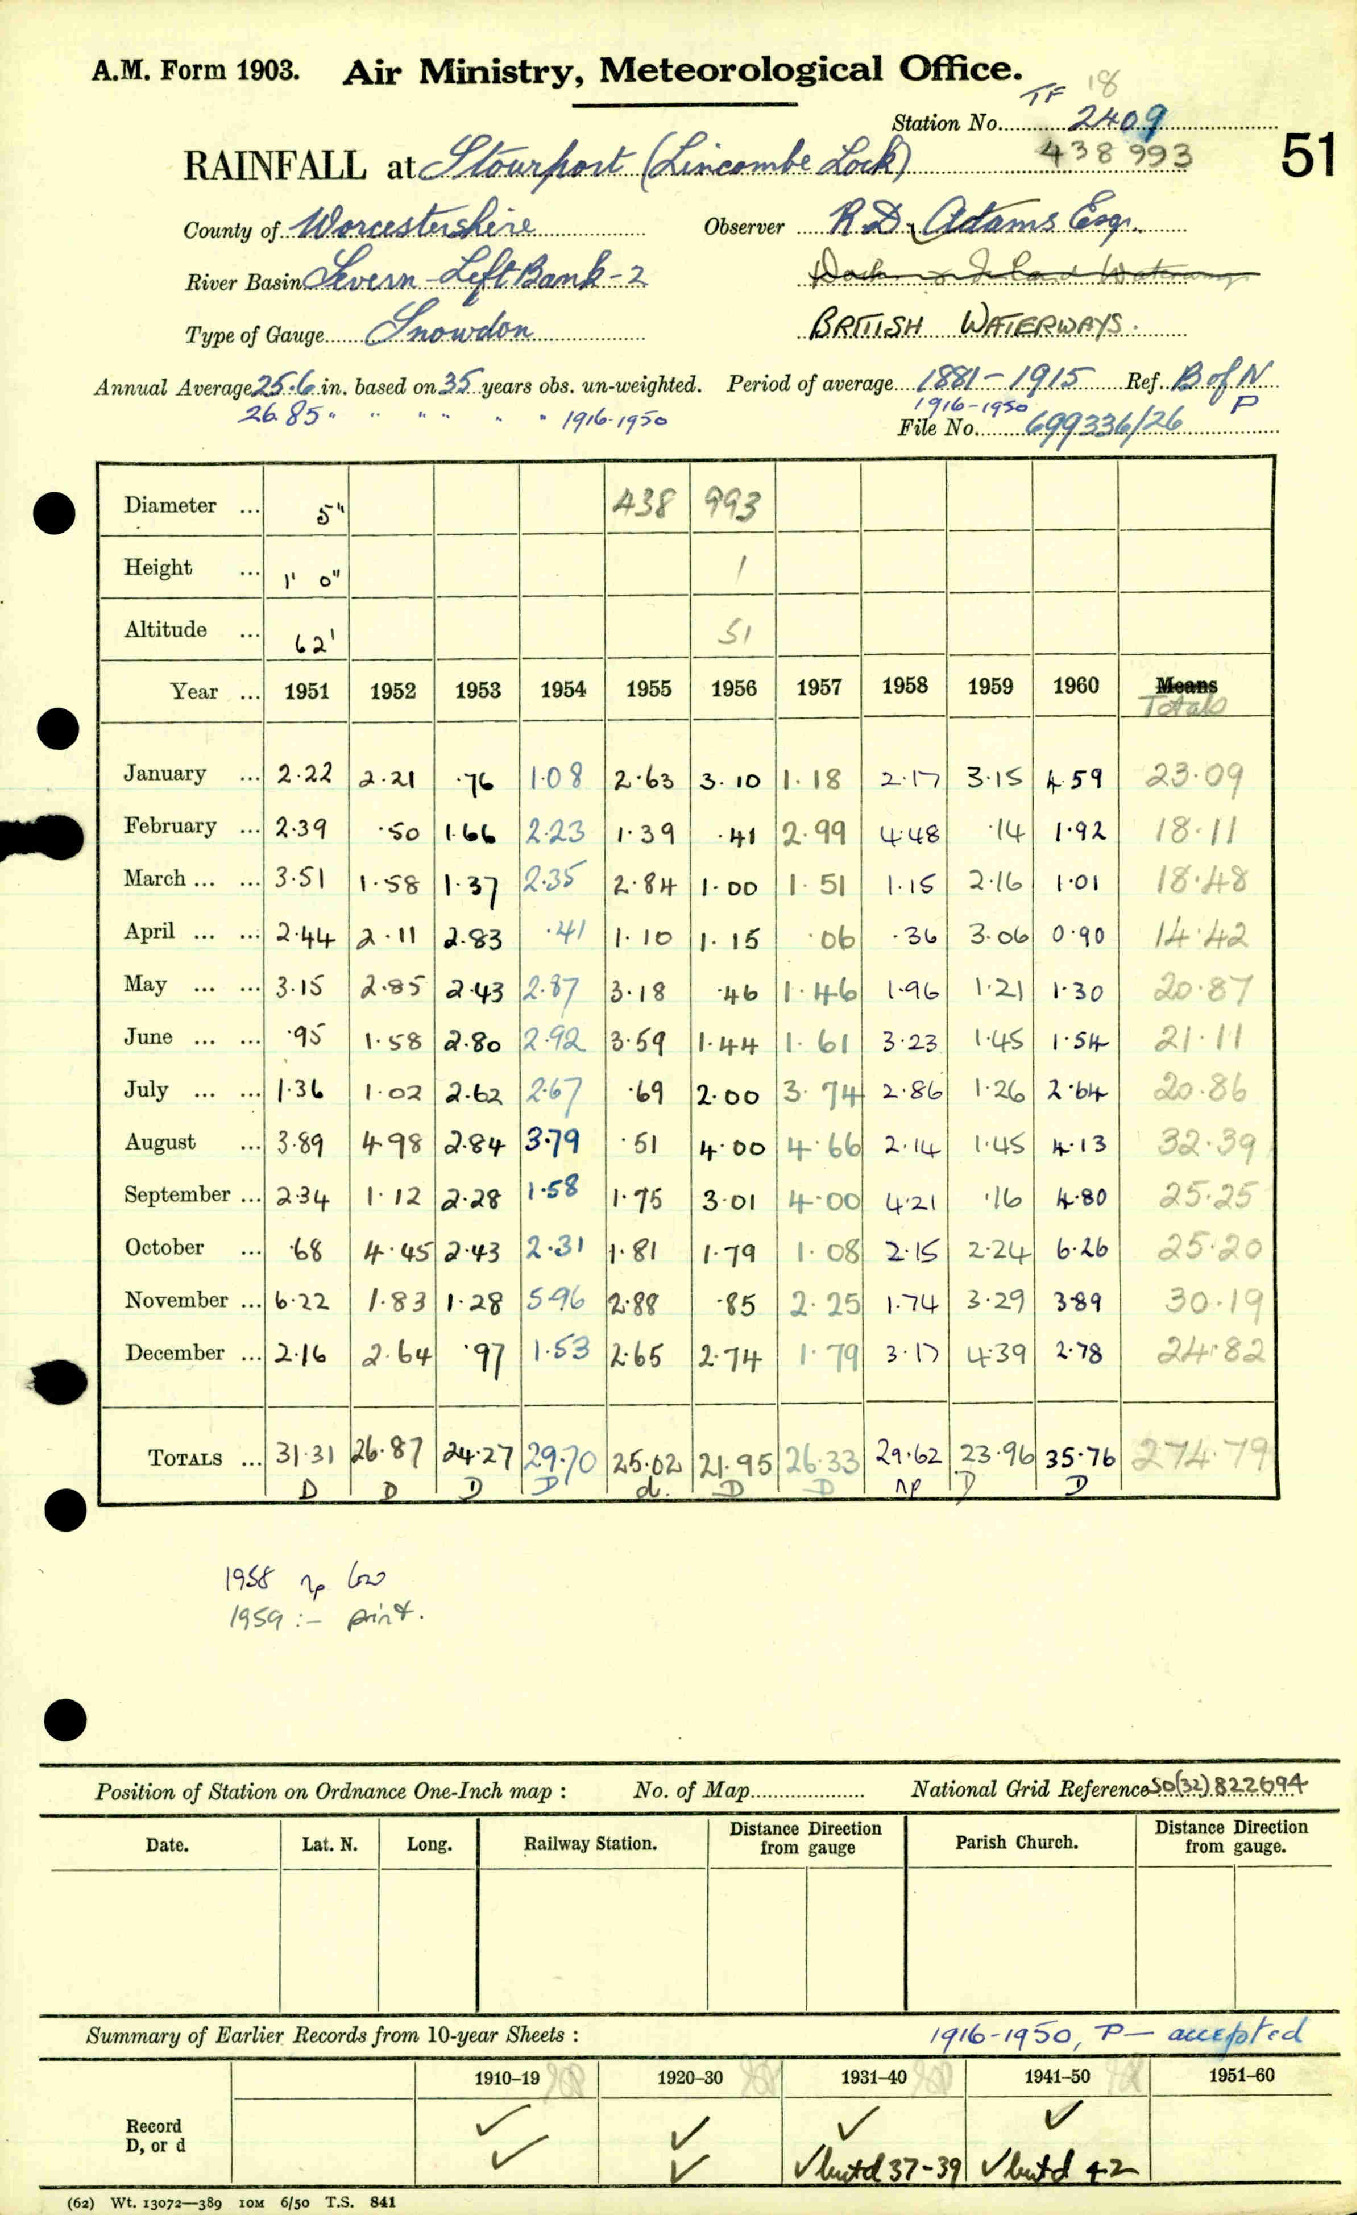 A.M. Form 1903. Air Ministry, Meteorological Office.
TF 18
Station No. 2409
RAINFALL at Stourport (Lincombe Lock) 438993 51
County of Worcestershire Observer R.D. Adams Esq.
River Basin Severn - Left Bank - 2
Type of Gauge Snowdon BRITISH WATERWAYS.
Annual Average 25.6 in. based on 35 years obs. un-weighted. Period of average 1881-1915 Ref. B of N
26.85 " " " " " " 1916-1950 1916-1950 P
File No. 699336/26
Diameter ... 5" 438 993
Height ... 1' 0" 1
Altitude ... 62' 51
Year ... 1951 1952 1953 1954 1955 1956 1957 1958 1959 1960 Means
Totals
January ... 2.22 2.21 .76 1.08 2.63 3.10 1.18 2.17 3.15 4.59 23.09
February ... 2.39 .50 1.66 2.23 1.39 .41 2.99 4.48 .14 1.92 18.11
March ... ... 3.51 1.58 1.37 2.35 2.84 1.00 1.51 1.15 2.16 1.01 18.48
April ... ... 2.44 2.11 2.83 .41 1.10 1.15 .06 .36 3.06 0.90 14.42
May ... ... 3.15 2.85 2.43 2.87 3.18 .46 1.46 1.96 1.21 1.30 20.87
June ... ... .95 1.58 2.80 2.92 3.59 1.44 1.61 3.23 1.45 1.54 21.11
July ... ... 1.36 1.02 2.62 2.67 .69 2.00 3.74 2.86 1.26 2.64 20.86
August ... 3.89 4.98 2.84 3.79 .51 4.00 4.66 2.14 1.45 4.13 32.39
September ... 2.34 1.12 2.28 1.58 1.75 3.01 4.00 4.21 .16 4.80 25.25
October ... .68 4.45 2.43 2.31 1.81 1.79 1.08 2.15 2.24 6.26 25.20
November ... 6.22 1.83 1.28 5.96 2.88 .85 2.25 1.74 3.29 3.89 30.19
December ... 2.16 2.64 .97 1.53 2.65 2.74 1.79 3.17 4.39 2.78 24.82
TOTALS ... 31.31 26.87 24.27 29.70 25.02 21.95 26.33 29.62 23.96 35.76 274.79
D D D D d. D D np D D
1958 np low
1959 :- print.
Position of Station on Ordnance One-Inch map : No. of Map National Grid Reference SO(32) 822694
Date. Lat. N. Long. Railway Station. Distance from Direction gauge Parish Church. Distance from Direction gauge.
Summary of Earlier Records from 10-year Sheets : 1916-1950, P - accepted
1910-19 1920-30 1931-40 1941-50 1951-60
Record ✓ ✓ ✓ ✓
D, or d ✓ ✓ ✓ but d 37-39 ✓ but d 42
(62) Wt. 13072—389 10M 6/50 T.S. 841